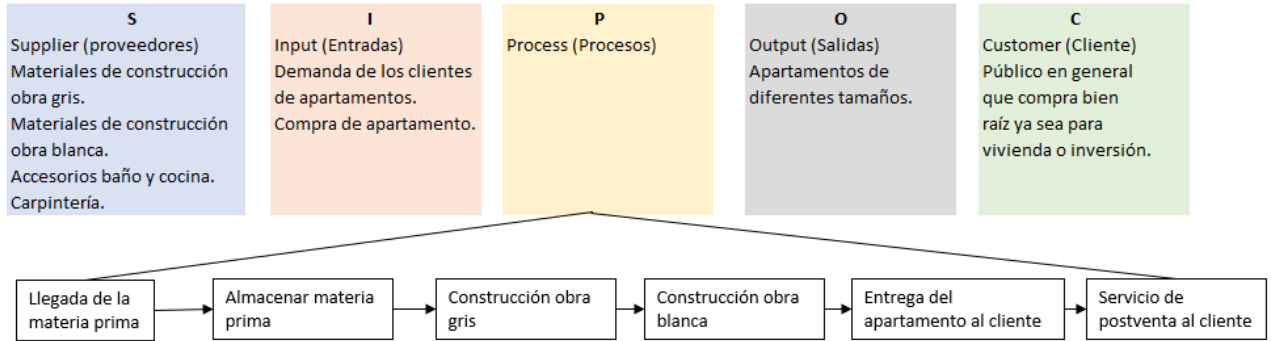 S
Supplier (proveedores)
Materiales de construcción
obra gris.
Materiales de construcción
obra blanca.
Accesorios baño y cocina.
Carpintería.
I
Input (Entradas)
Demanda de los clientes
de apartamentos.
Compra de apartamento.
P
Process (Procesos)
O
Output (Salidas)
Apartamentos de
diferentes tamaños.
C
Customer (Cliente)
Público en general
que compra bien
raíz ya sea para
vivienda o inversión.
Llegada de la
materia prima
Almacenar materia
prima
Construcción obra
gris
Construcción obra
blanca
Entrega del
apartamento al cliente
Servicio de
postventa al cliente